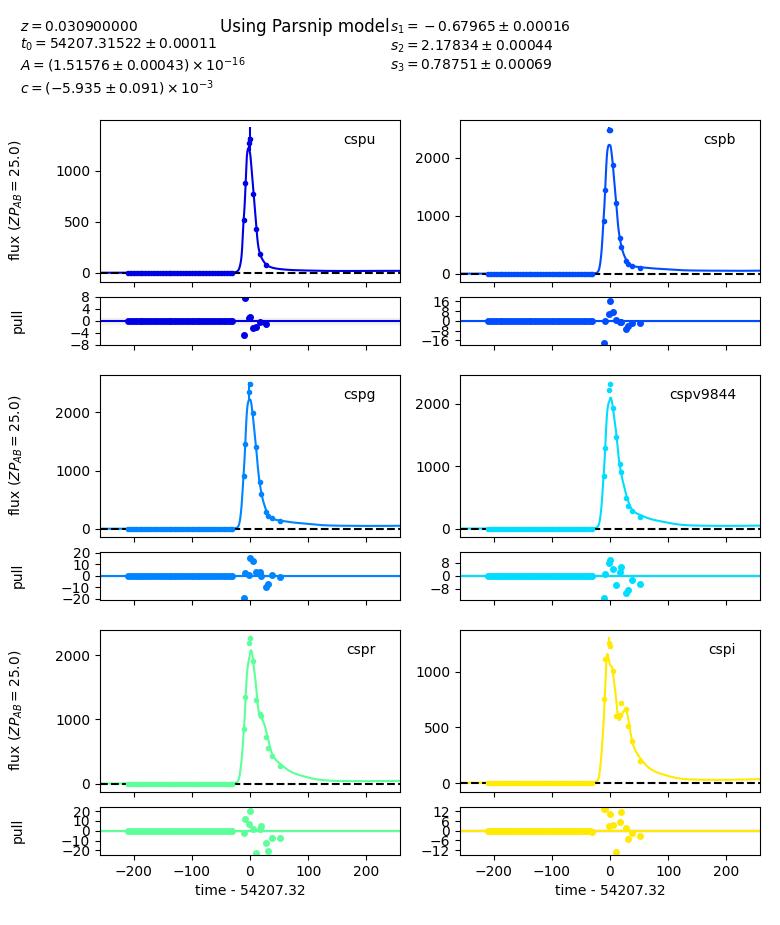 Using Parsnip model
z = 0.030900000
t₀ = 54207.31522 ± 0.00011
A = (1.51576 ± 0.00043) × 10⁻¹⁶
c = (−5.935 ± 0.091) × 10⁻³
s₁ = −0.67965 ± 0.00016
s₂ = 2.17834 ± 0.00044
s₃ = 0.78751 ± 0.00069
flux (ZP_AB = 25.0)
1000
500
0
cspu
2000
1000
0
cspb
pull
8
4
0
−4
−8
16
8
0
−8
−16
flux (ZP_AB = 25.0)
2000
1000
0
cspg
2000
1000
0
cspv9844
pull
20
10
0
−10
−20
8
0
−8
flux (ZP_AB = 25.0)
2000
1000
0
cspr
1000
500
0
cspi
pull
20
10
0
−10
−20
12
6
0
−6
−12
−200 −100 0 100 200
−200 −100 0 100 200
time - 54207.32
time - 54207.32